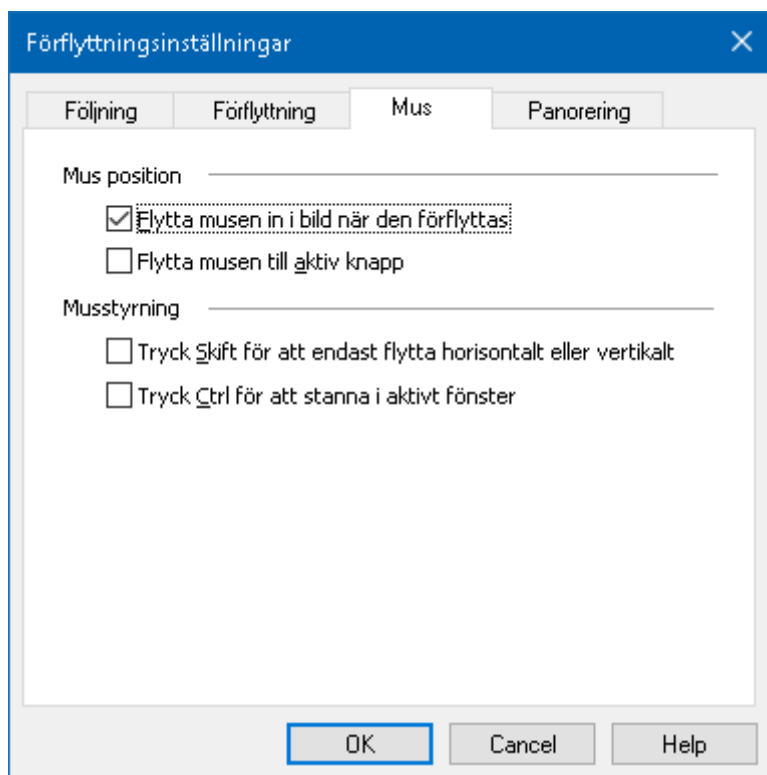 Förflyttningsinställningar
Följning Förflyttning Mus Panorering
Mus position
Flytta musen in i bild när den förflyttas
Flytta musen till aktiv knapp
Musstyrning
Tryck Skift för att endast flytta horisontalt eller vertikalt
Tryck Ctrl för att stanna i aktivt fönster
OK Cancel Help